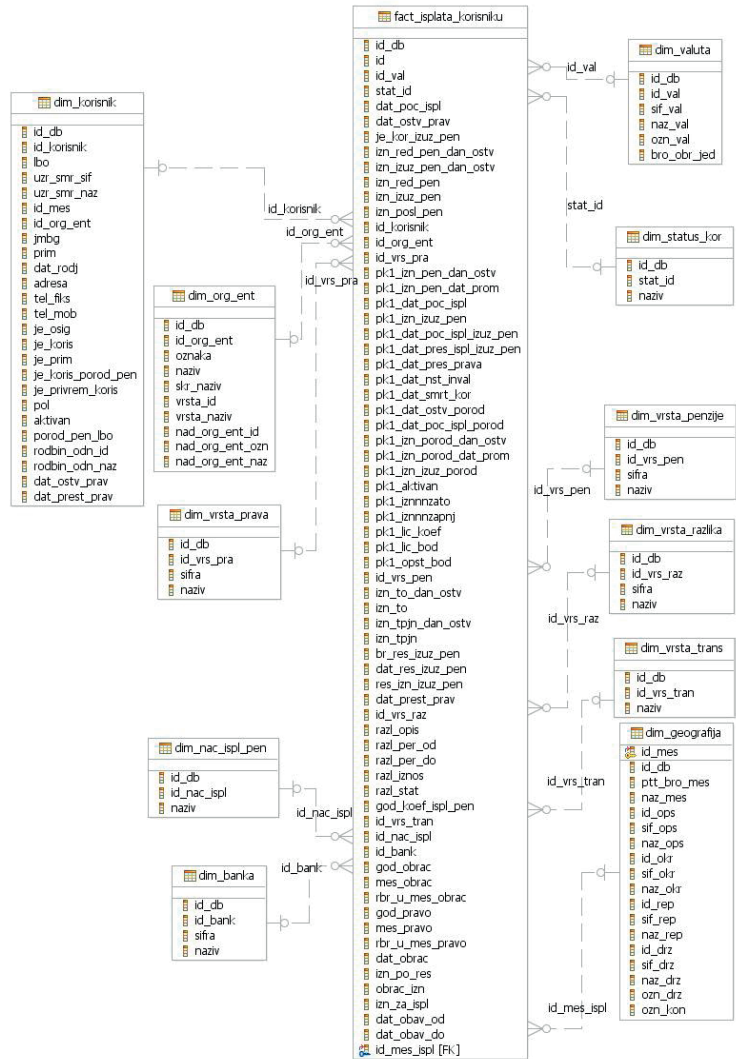 fact_isplata_korisniku
id_db
id
id_val
stat_id
dat_poc_ispl
dat_ostv_prav
je_kor_izuz_pen
izn_red_pen_dan_ostv
izn_izuz_pen_dan_ostv
izn_red_pen
izn_izuz_pen
izn_posl_pen
id_korisnik
id_org_ent
id_vrs_pra
pk1_izn_pen_dan_ostv
pk1_izn_pen_dat_prom
pk1_dat_poc_ispl
pk1_izn_izuz_pen
pk1_dat_poc_ispl_izuz_pen
pk1_dat_pres_ispl_izuz_pen
pk1_dat_pres_prava
pk1_dat_nst_inval
pk1_dat_smrt_kor
pk1_dat_ostv_porod
pk1_dat_poc_ispl_porod
pk1_izn_porod_dan_ostv
pk1_izn_porod_dat_prom
pk1_izn_izuz_porod
pk1_aktivan
pk1_iznnnzato
pk1_iznnnzapnj
pk1_lic_koef
pk1_lic_bod
pk1_opst_bod
id_vrs_pen
izn_to_dan_ostv
izn_to
izn_tpjn_dan_ostv
izn_tpjn
br_res_izuz_pen
dat_res_izuz_pen
res_izn_izuz_pen
dat_prest_prav
id_vrs_raz
razl_opis
razl_per_od
razl_per_do
razl_iznos
razl_stat
god_koef_ispl_pen
id_vrs_tran
id_nac_ispl
id_bank
god_obrac
mes_obrac
rbr_u_mes_obrac
god_pravo
mes_pravo
rbr_u_mes_pravo
dat_obrac
izn_po_res
obrac_izn
izn_za_ispl
dat_obav_od
dat_obav_do
id_mes_ispl [FK]
dim_korisnik
id_db
id_korisnik
lbo
uzr_smr_sif
uzr_smr_naz
id_mes
id_org_ent
jmbg
prim
dat_rodj
adresa
tel_fiks
tel_mob
je_osig
je_koris
je_prim
je_koris_porod_pen
je_privrem_koris
pol
aktivan
porod_pen_lbo
rodbin_odn_id
rodbin_odn_naz
dat_ostv_prav
dat_prest_prav
id_korisnik
id_org_ent
id_vrs_pra
dim_org_ent
id_db
id_org_ent
oznaka
naziv
skr_naziv
vrsta_id
vrsta_naziv
nad_org_ent_id
nad_org_ent_ozn
nad_org_ent_naz
dim_vrsta_prava
id_db
id_vrs_pra
sifra
naziv
dim_nac_ispl_pen
id_db
id_nac_ispl
naziv
id_nac_ispl
dim_banka
id_db
id_bank
sifra
naziv
id_bank
id_val
dim_valuta
id_db
id_val
sif_val
naz_val
ozn_val
bro_obr_jed
stat_id
dim_status_kor
id_db
stat_id
naziv
dim_vrsta_penzije
id_db
id_vrs_pen
sifra
naziv
id_vrs_pen
dim_vrsta_razlika
id_db
id_vrs_raz
sifra
naziv
id_vrs_raz
dim_vrsta_trans
id_db
id_vrs_tran
naziv
id_vrs_tran
dim_geografija
id_mes
id_db
ptt_bro_mes
naz_mes
id_ops
sif_ops
naz_ops
id_okr
sif_okr
naz_okr
id_rep
sif_rep
naz_rep
id_drz
sif_drz
naz_drz
ozn_drz
ozn_kon
id_mes_ispl